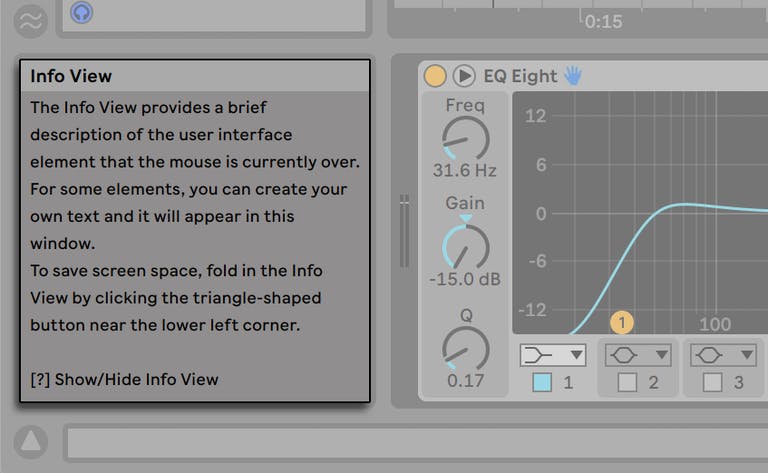 0:15
Info View
The Info View provides a brief
description of the user interface
element that the mouse is currently over.
For some elements, you can create your
own text and it will appear in this
window.
To save screen space, fold in the Info
View by clicking the triangle-shaped
button near the lower left corner.
[?] Show/Hide Info View
EQ Eight
Freq
31.6 Hz
Gain
-15.0 dB
Q
0.17
12
6
0
-6
-12
1
100
1
2
3